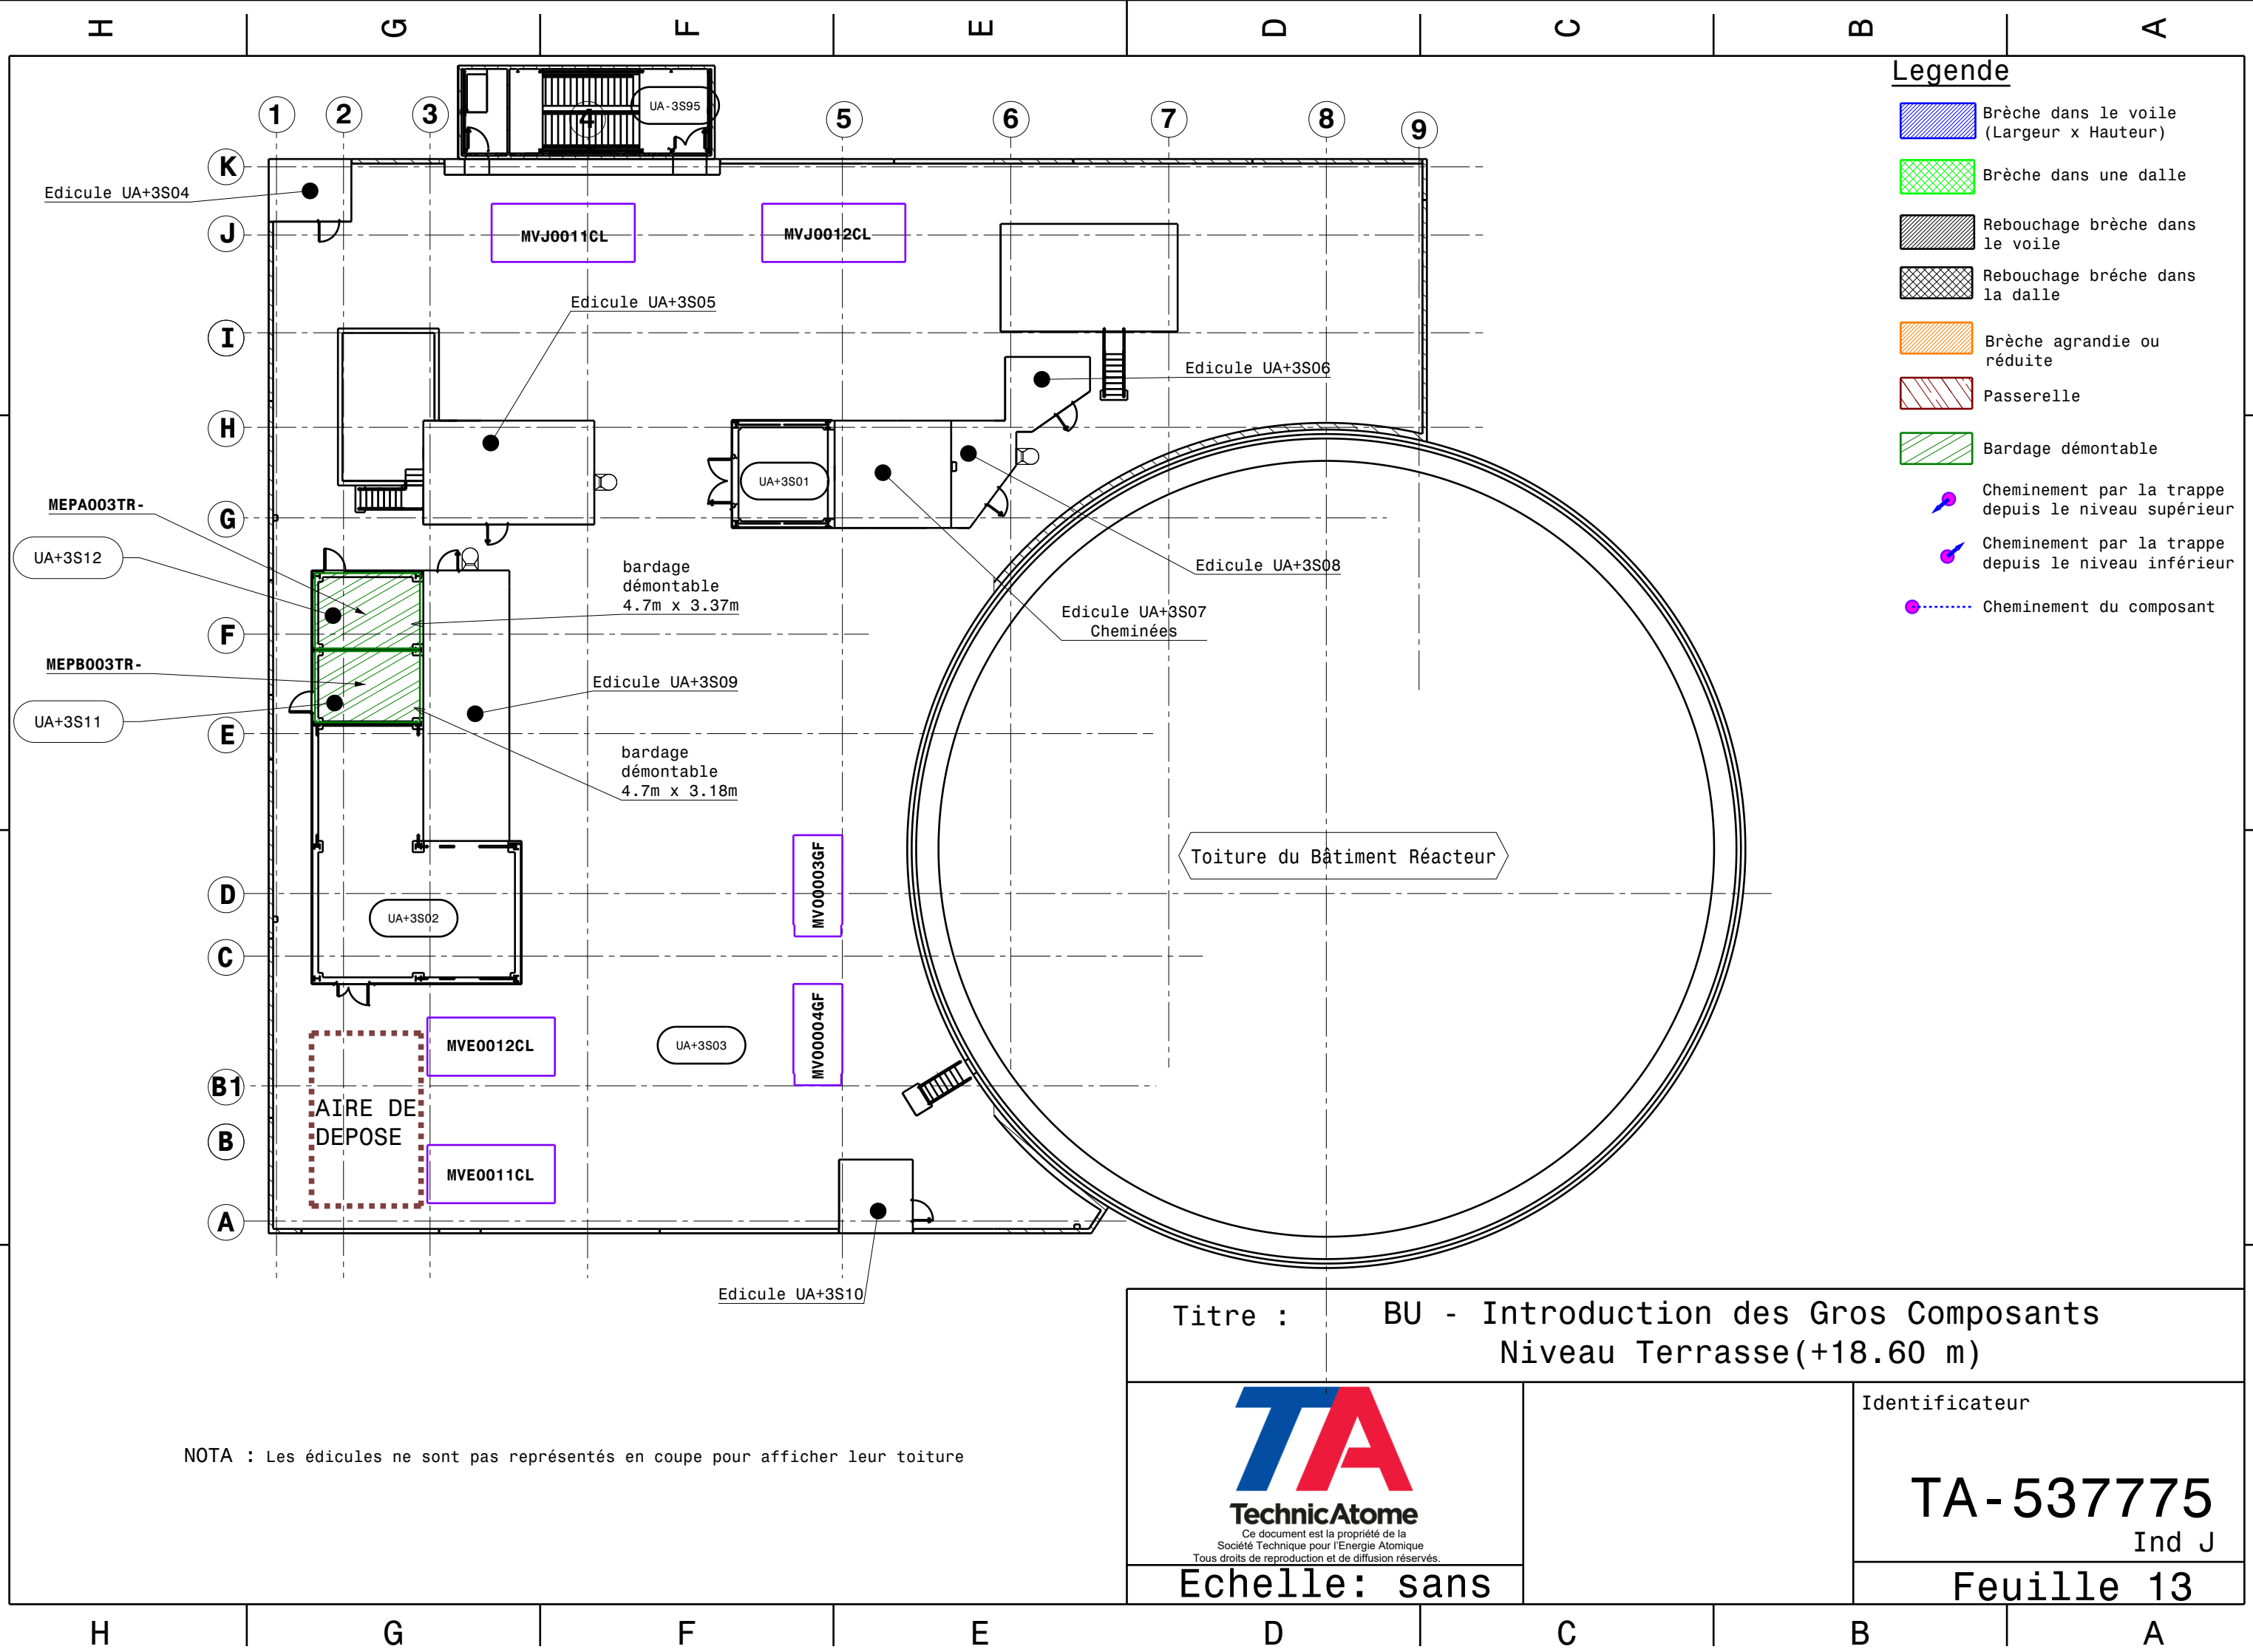 H G F E D C B A
Legende
Brèche dans le voile
(Largeur x Hauteur)
Brèche dans une dalle
Rebouchage brèche dans
le voile
Rebouchage bréche dans
la dalle
Brèche agrandie ou
réduite
Passerelle
Bardage démontable
Cheminement par la trappe
depuis le niveau supérieur
Cheminement par la trappe
depuis le niveau inférieur
Cheminement du composant
1 2 3 4 5 6 7 8 9
UA-3S95
K
Edicule UA+3S04
J
MVJ0011CL
MVJ0012CL
Edicule UA+3S05
I
Edicule UA+3S06
H
UA+3S01
MEPA003TR-
G
UA+3S12
bardage
démontable
4.7m x 3.37m
Edicule UA+3S08
Edicule UA+3S07
Cheminées
F
MEPB003TR-
Edicule UA+3S09
UA+3S11
E
bardage
démontable
4.7m x 3.18m
Toiture du Bâtiment Réacteur
MV00003GF
D
UA+3S02
C
MV00004GF
MVE0012CL
UA+3S03
B1
AIRE DE
DEPOSE
B
MVE0011CL
A
Edicule UA+3S10
Titre :
BU - Introduction des Gros Composants
Niveau Terrasse(+18.60 m)
NOTA : Les édicules ne sont pas représentés en coupe pour afficher leur toiture
TA
TechnicAtome
Ce document est la propriété de la
Société Technique pour l'Energie Atomique
Tous droits de reproduction et de diffusion réservés.
Echelle: sans
Identificateur
TA-537775
Ind J
Feuille 13
H G F E D C B A